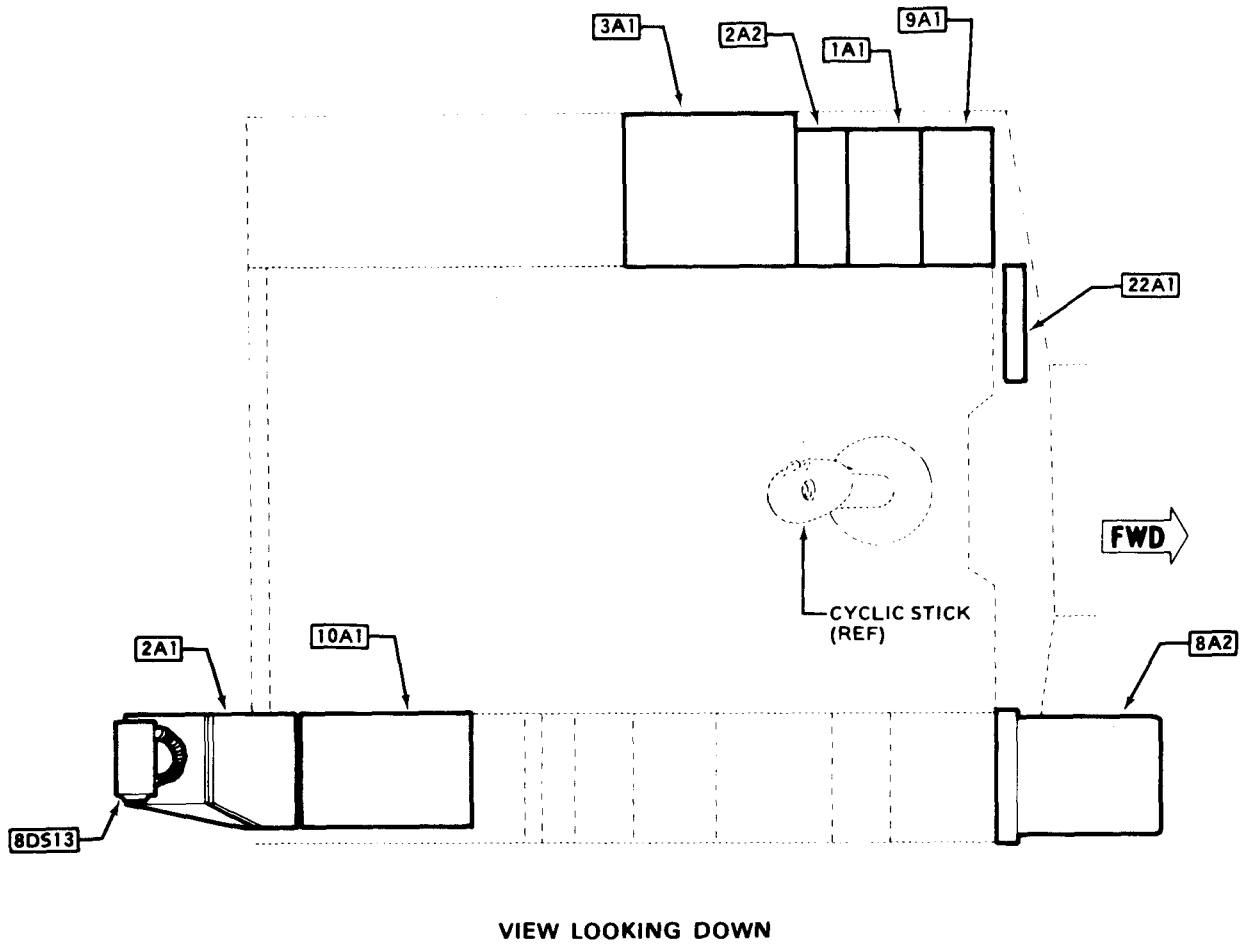 9A1
3A1
2A2
1A1
22A1
FWD
CYCLIC STICK
(REF)
10A1
2A1
8A2
8DS13
VIEW LOOKING DOWN